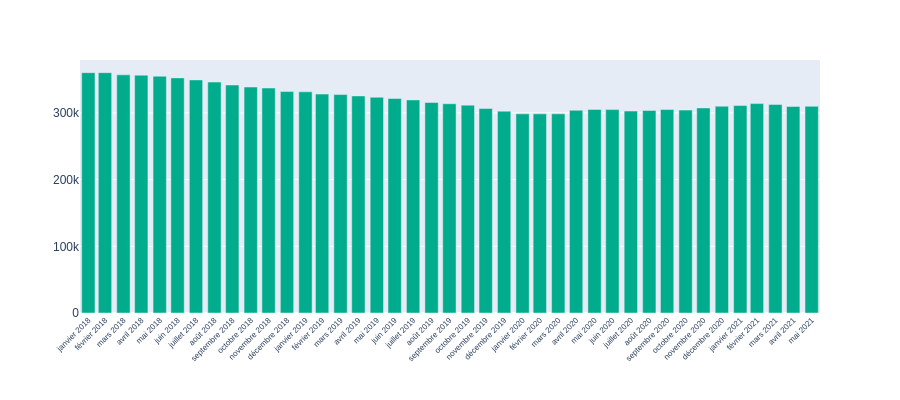 300k
200k
100k
0
janvier 2018
février 2018
mars 2018
avril 2018
mai 2018
juin 2018
juillet 2018
août 2018
septembre 2018
octobre 2018
novembre 2018
décembre 2018
janvier 2019
février 2019
mars 2019
avril 2019
mai 2019
juin 2019
juillet 2019
août 2019
septembre 2019
octobre 2019
novembre 2019
décembre 2019
janvier 2020
février 2020
mars 2020
avril 2020
mai 2020
juin 2020
juillet 2020
août 2020
septembre 2020
octobre 2020
novembre 2020
décembre 2020
janvier 2021
février 2021
mars 2021
avril 2021
mai 2021